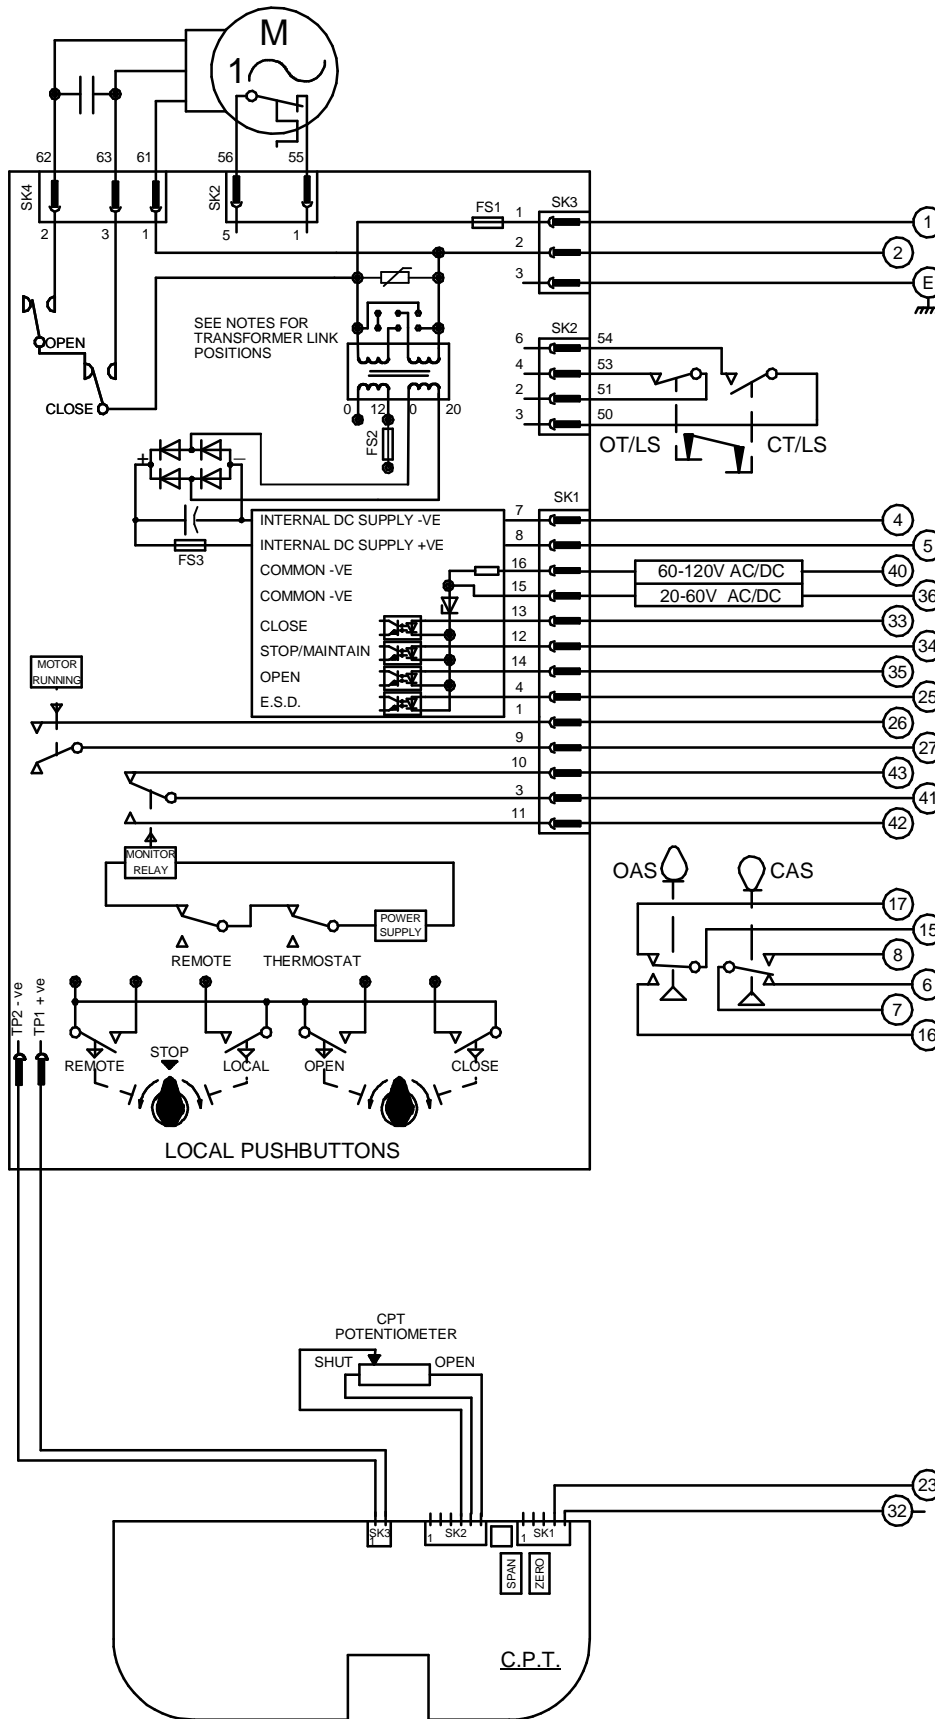 M
1
62 63 61 56 55
SK4
SK2
2 3 1 5 1
FS1
1
SK3
1
2
2
3
E
SEE NOTES FOR
TRANSFORMER LINK
POSITIONS
OPEN
CLOSE
0 12 0 20
FS2
SK2
6 54
4 53
2 51
3 50
OT/LS CT/LS
+ –
FS3
SK1
INTERNAL DC SUPPLY -VE 7 4
INTERNAL DC SUPPLY +VE 8 5
COMMON -VE 16 60-120V AC/DC 40
COMMON -VE 15 20-60V AC/DC 36
CLOSE 13 33
STOP/MAINTAIN 12 34
OPEN 14 35
E.S.D. 4 25
1 26
9 27
10 43
3 41
11 42
MOTOR
RUNNING
MONITOR
RELAY
POWER
SUPPLY
REMOTE THERMOSTAT
OAS CAS
17
15
8
6
7
16
TP2 - ve
TP1 + ve
REMOTE STOP LOCAL OPEN CLOSE
LOCAL PUSHBUTTONS
CPT
POTENTIOMETER
SHUT OPEN
23
32
SK3
1
SK2
1
SK1
1
SPAN
ZERO
C.P.T.